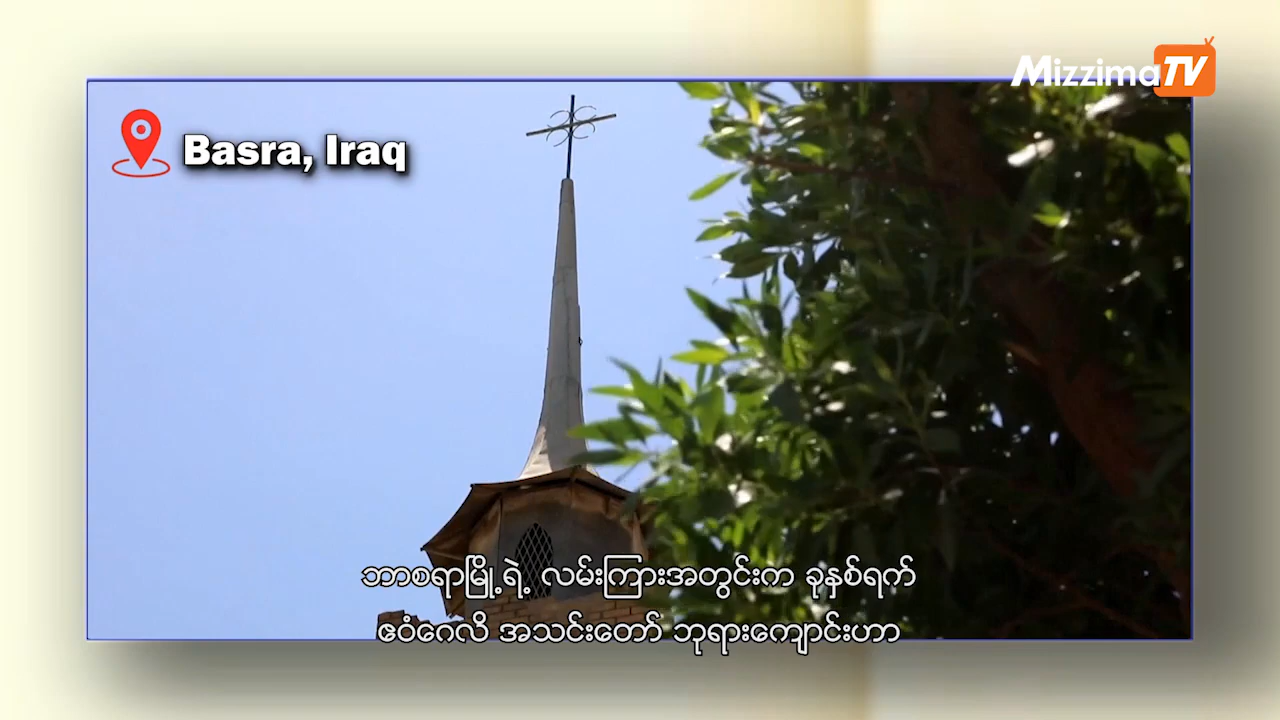 MizzimaTV
Basra, Iraq
ဘာစရာမြို့ရဲ့ လမ်းကြားအတွင်းက ခုနှစ်ရက်
ဧဝံဂေလိ အသင်းတော် ဘုရားကျောင်းဟာ